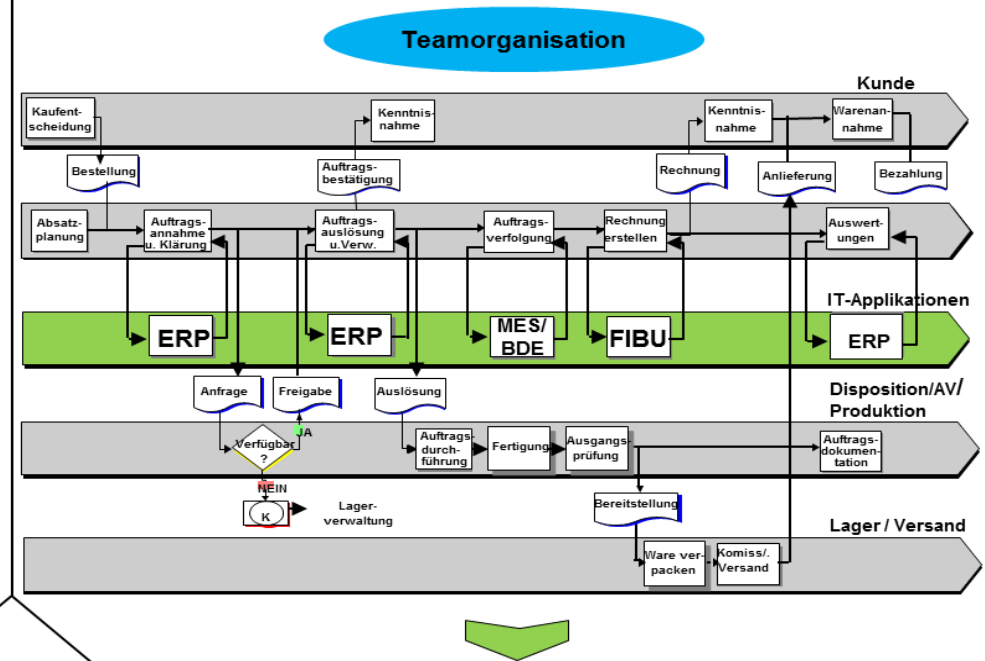 Teamorganisation
Kunde
Kaufent-
scheidung
Kenntnis-
nahme
Kenntnis-
nahme
Warenan-
nahme
Bestellung
Auftrags-
bestätigung
Rechnung
Anlieferung
Bezahlung
Absatz-
planung
Auftrags-
annahme
u. Klärung
Auftrags-
auslösung
u.Verw.
Auftrags-
verfolgung
Rechnung
erstellen
Auswert-
ungen
IT-Applikationen
ERP
ERP
MES/
BDE
FIBU
ERP
Anfrage
Freigabe
Auslösung
Disposition/AV/
Produktion
Verfügbar
?
JA
NEIN
K
Lager-
verwaltung
Auftrags-
durch-
führung
Fertigung
Ausgangs-
prüfung
Auftrags-
dokumen-
tation
Bereitstellung
Lager / Versand
Ware ver-
packen
Komiss/.
Versand